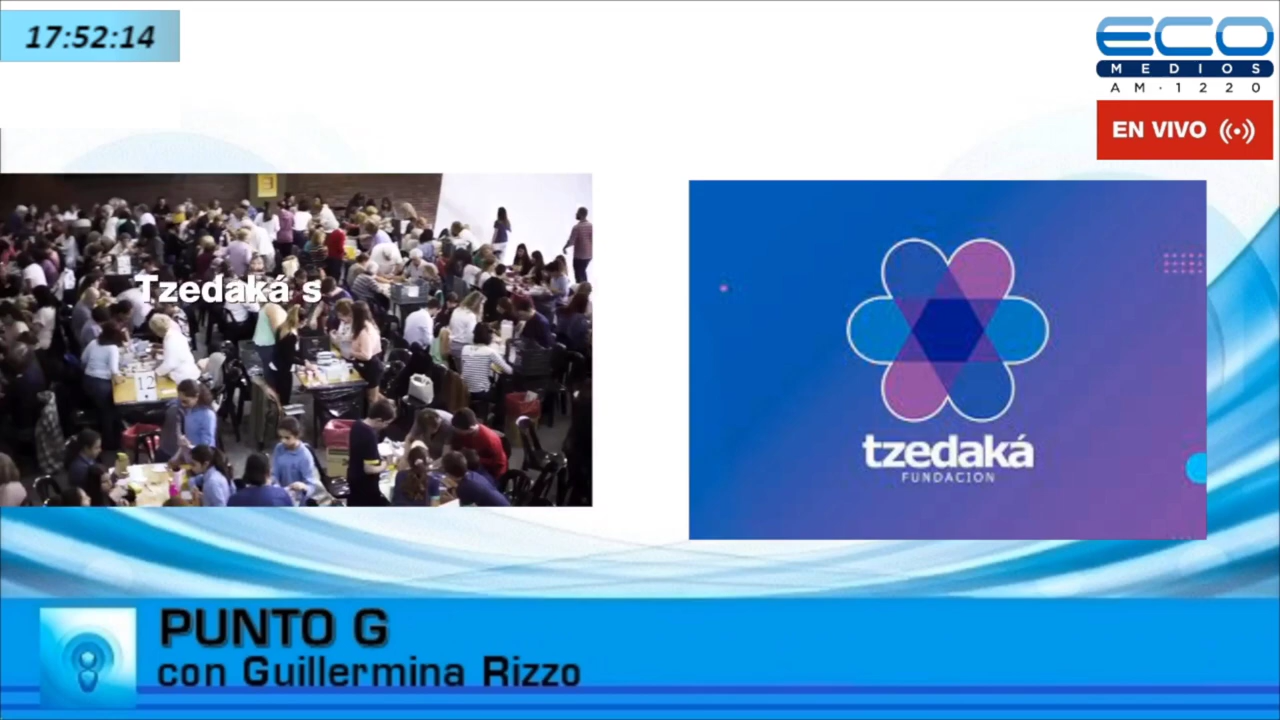 17:52:14
ECO
MEDIOS
AM·1220
EN VIVO
Tzedaká s
12
tzedaká
FUNDACION
PUNTO G
con Guillermina Rizzo